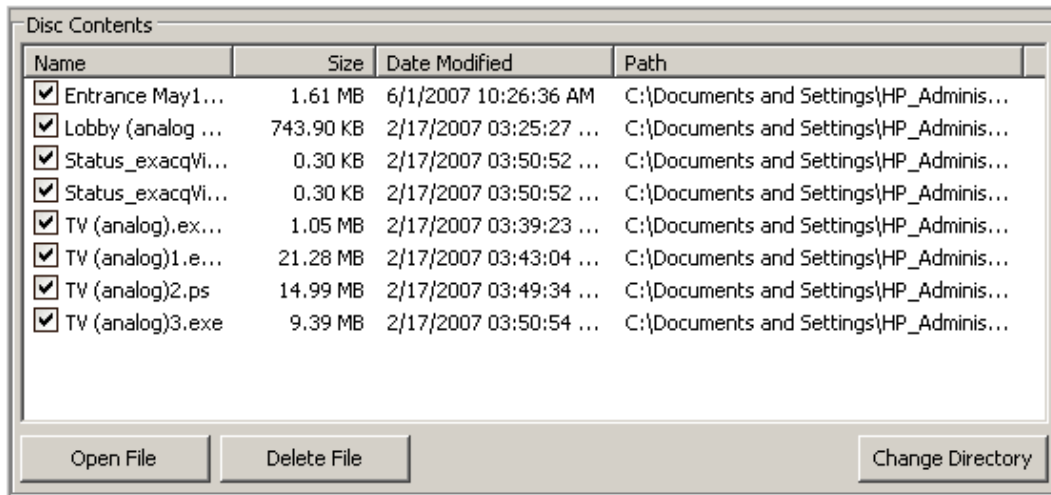 Disc Contents
Name Size Date Modified Path
Entrance May1... 1.61 MB 6/1/2007 10:26:36 AM C:\Documents and Settings\HP_Adminis...
Lobby (analog ... 743.90 KB 2/17/2007 03:25:27 ... C:\Documents and Settings\HP_Adminis...
Status_exacqVi... 0.30 KB 2/17/2007 03:50:52 ... C:\Documents and Settings\HP_Adminis...
Status_exacqVi... 0.30 KB 2/17/2007 03:50:52 ... C:\Documents and Settings\HP_Adminis...
TV (analog).ex... 1.05 MB 2/17/2007 03:39:23 ... C:\Documents and Settings\HP_Adminis...
TV (analog)1.e... 21.28 MB 2/17/2007 03:43:04 ... C:\Documents and Settings\HP_Adminis...
TV (analog)2.ps 14.99 MB 2/17/2007 03:49:34 ... C:\Documents and Settings\HP_Adminis...
TV (analog)3.exe 9.39 MB 2/17/2007 03:50:54 ... C:\Documents and Settings\HP_Adminis...
Open File Delete File Change Directory